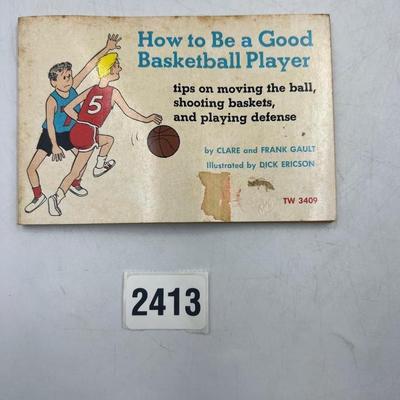 How to Be a Good
Basketball Player
tips on moving the ball,
shooting baskets,
and playing defense
by CLARE and FRANK GAULT
Illustrated by DICK ERICSON
TW 3409
5
2413